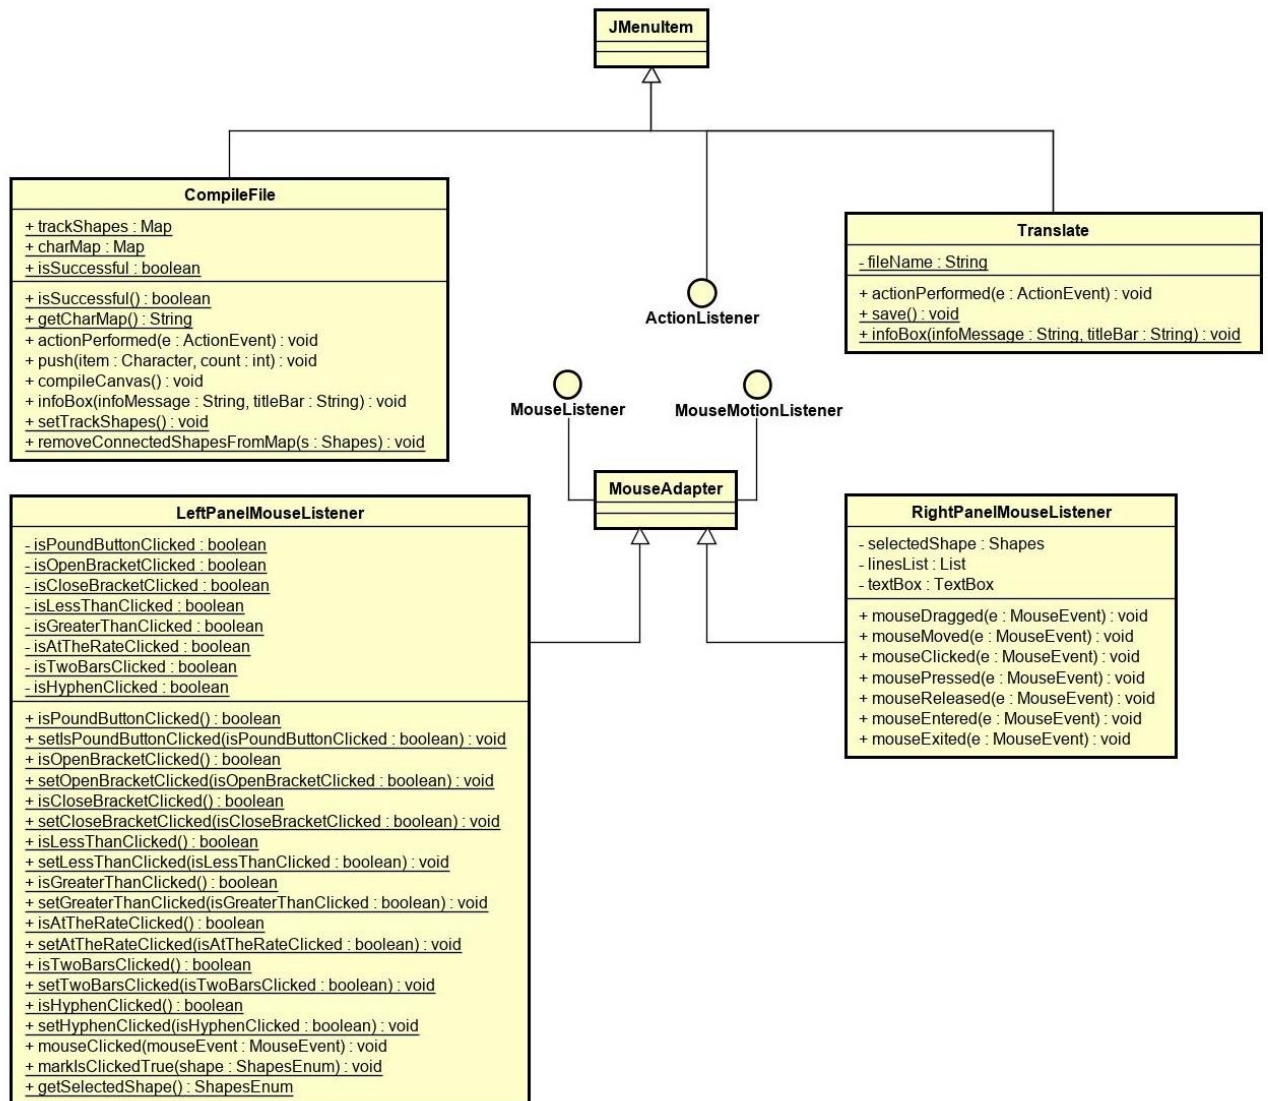 JMenuItem
CompileFile
+ trackShapes : Map
+ charMap : Map
+ isSuccessful : boolean
+ isSuccessful() : boolean
+ getCharMap() : String
+ actionPerformed(e : ActionEvent) : void
+ push(item : Character, count : int) : void
+ compileCanvas() : void
+ infoBox(infoMessage : String, titleBar : String) : void
+ setTrackShapes() : void
+ removeConnectedShapesFromMap(s : Shapes) : void
Translate
- fileName : String
+ actionPerformed(e : ActionEvent) : void
+ save() : void
+ infoBox(infoMessage : String, titleBar : String) : void
ActionListener
MouseListener
MouseMotionListener
MouseAdapter
LeftPanelMouseListener
- isPoundButtonClicked : boolean
- isOpenBracketClicked : boolean
- isCloseBracketClicked : boolean
- isLessThanClicked : boolean
- isGreaterThanClicked : boolean
- isAtTheRateClicked : boolean
- isTwoBarsClicked : boolean
- isHyphenClicked : boolean
+ isPoundButtonClicked() : boolean
+ setIsPoundButtonClicked(isPoundButtonClicked : boolean) : void
+ isOpenBracketClicked() : boolean
+ setOpenBracketClicked(isOpenBracketClicked : boolean) : void
+ isCloseBracketClicked() : boolean
+ setCloseBracketClicked(isCloseBracketClicked : boolean) : void
+ isLessThanClicked() : boolean
+ setLessThanClicked(isLessThanClicked : boolean) : void
+ isGreaterThanClicked() : boolean
+ setGreaterThanClicked(isGreaterThanClicked : boolean) : void
+ isAtTheRateClicked() : boolean
+ setAtTheRateClicked(isAtTheRateClicked : boolean) : void
+ isTwoBarsClicked() : boolean
+ setTwoBarsClicked(isTwoBarsClicked : boolean) : void
+ isHyphenClicked() : boolean
+ setHyphenClicked(isHyphenClicked : boolean) : void
+ mouseClicked(mouseEvent : MouseEvent) : void
+ markIsClickedTrue(shape : ShapesEnum) : void
+ getSelectedShape() : ShapesEnum
RightPanelMouseListener
- selectedShape : Shapes
- linesList : List
- textBox : TextBox
+ mouseDragged(e : MouseEvent) : void
+ mouseMoved(e : MouseEvent) : void
+ mouseClicked(e : MouseEvent) : void
+ mousePressed(e : MouseEvent) : void
+ mouseReleased(e : MouseEvent) : void
+ mouseEntered(e : MouseEvent) : void
+ mouseExited(e : MouseEvent) : void